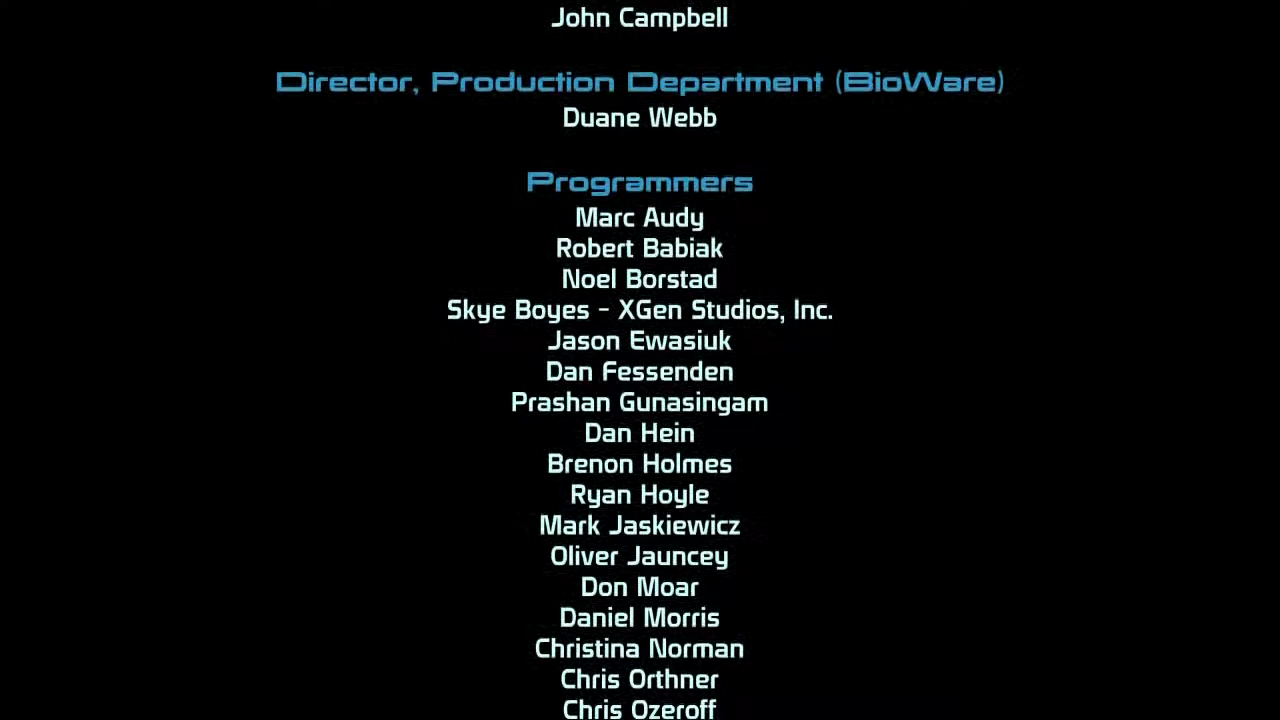 John Campbell
Director, Production Department (BioWare)
Duane Webb
Programmers
Marc Audy
Robert Babiak
Noel Borstad
Skye Boyes - XGen Studios, Inc.
Jason Ewasiuk
Dan Fessenden
Prashan Gunasingam
Dan Hein
Brenon Holmes
Ryan Hoyle
Mark Jaskiewicz
Oliver Jauncey
Don Moar
Daniel Morris
Christina Norman
Chris Orthner
Chris Ozeroff